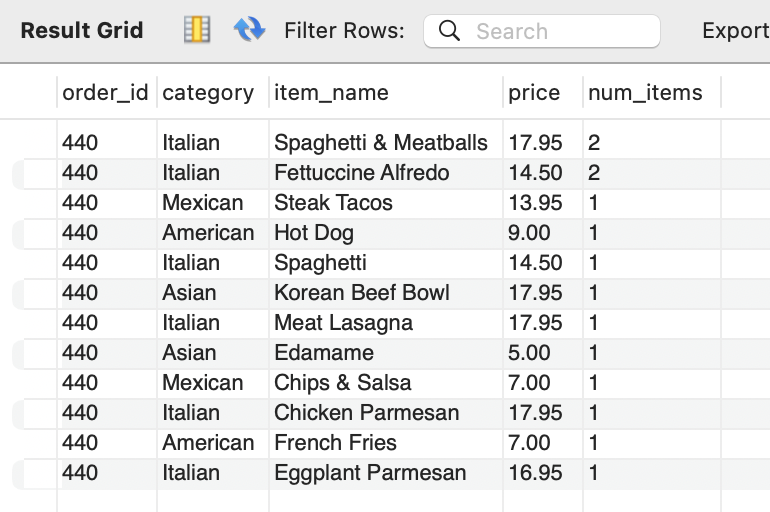 Result Grid Filter Rows: Search Export
order_id category item_name price num_items
440 Italian Spaghetti & Meatballs 17.95 2
440 Italian Fettuccine Alfredo 14.50 2
440 Mexican Steak Tacos 13.95 1
440 American Hot Dog 9.00 1
440 Italian Spaghetti 14.50 1
440 Asian Korean Beef Bowl 17.95 1
440 Italian Meat Lasagna 17.95 1
440 Asian Edamame 5.00 1
440 Mexican Chips & Salsa 7.00 1
440 Italian Chicken Parmesan 17.95 1
440 American French Fries 7.00 1
440 Italian Eggplant Parmesan 16.95 1